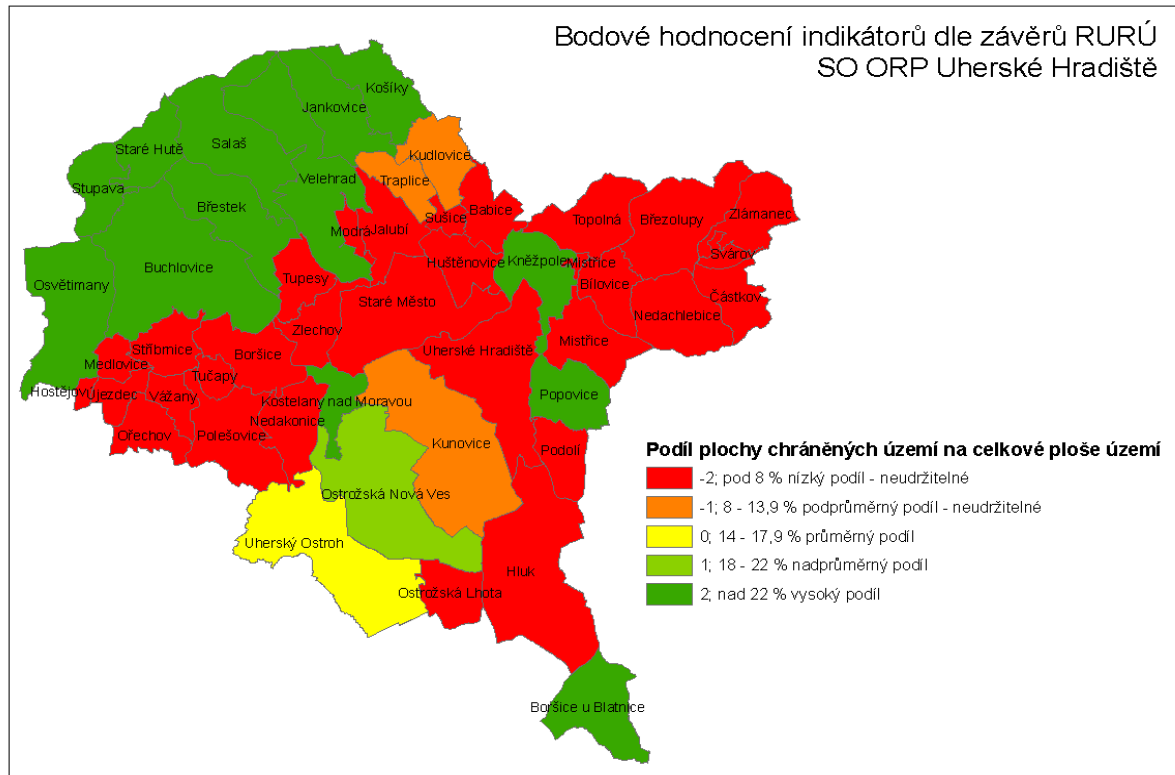 Bodové hodnocení indikátorů dle závěrů RURÚ
SO ORP Uherské Hradiště
Košíky
Jankovice
Salaš
Staré Hutě
Kudlovice
Traplice
Velehrad
Stupava
Břestek
Babice
Sušice
Topolná
Březolupy
Zlámanec
Modrá
Jalubí
Svárov
Huštěnovice
Kněžpole
Mistřice
Buchlovice
Tupesy
Bílovice
Osvětimany
Staré Město
Částkov
Nedachlebice
Zlechov
Stříbrnice
Boršice
Uherské Hradiště
Mistřice
Medlovice
Tučapy
Hostějov
Újezdec
Vážany
Kostelany nad Moravou
Popovice
Nedakonice
Ořechov
Polešovice
Kunovice
Podolí
Ostrožská Nová Ves
Uherský Ostroh
Hluk
Ostrožská Lhota
Boršice u Blatnice
Podíl plochy chráněných území na celkové ploše území
-2; pod 8 % nízký podíl - neudržitelné
-1; 8 - 13,9 % podprůměrný podíl - neudržitelné
0; 14 - 17,9 % průměrný podíl
1; 18 - 22 % nadprůměrný podíl
2; nad 22 % vysoký podíl